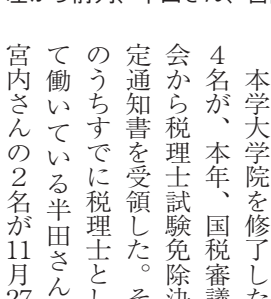 本学大学院を修了した
4名が、本年、国税審議
会から税理士試験免除決
定通知書を受領した。そ
のうちすでに税理士とし
て働いている半田さん
宮内さんの2名が11月27